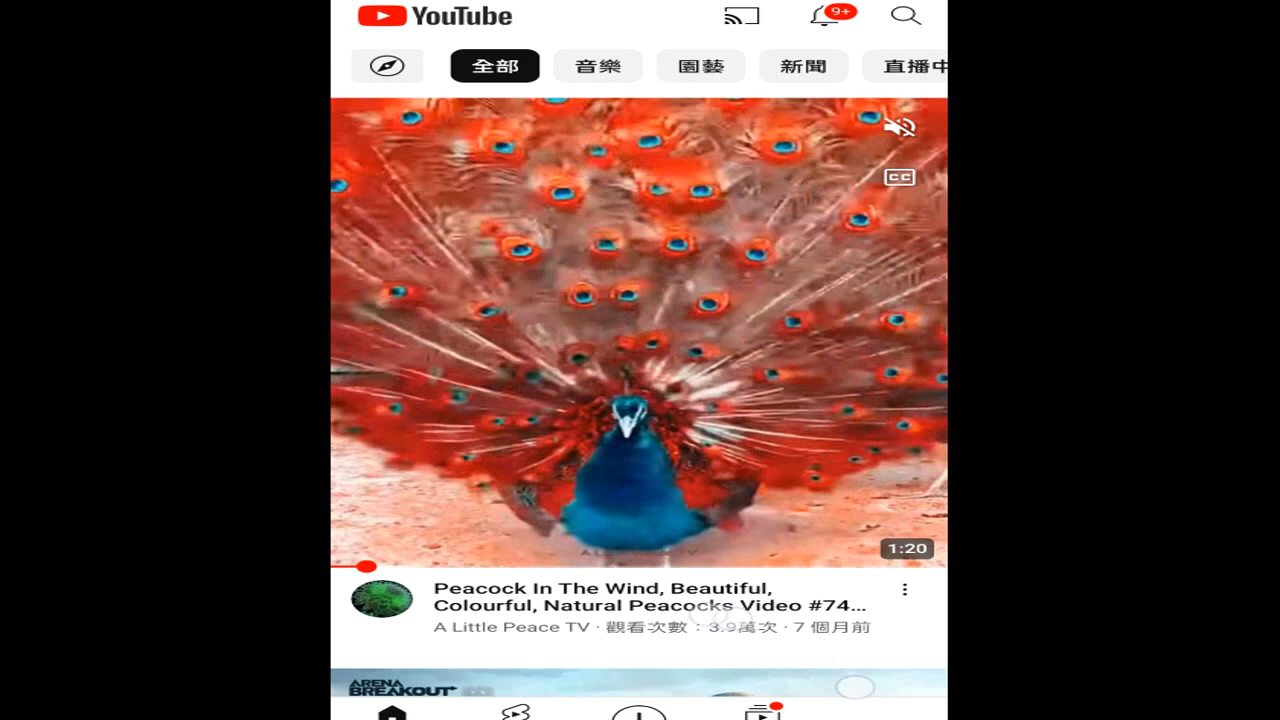 YouTube
9+
全部 音樂 園藝 新聞 直播中
CC
1:20
Peacock In The Wind, Beautiful,
Colourful, Natural Peacocks Video #74...
A Little Peace TV · 觀看次數：3.9萬次 · 7 個月前
ARENA
BREAKOUT